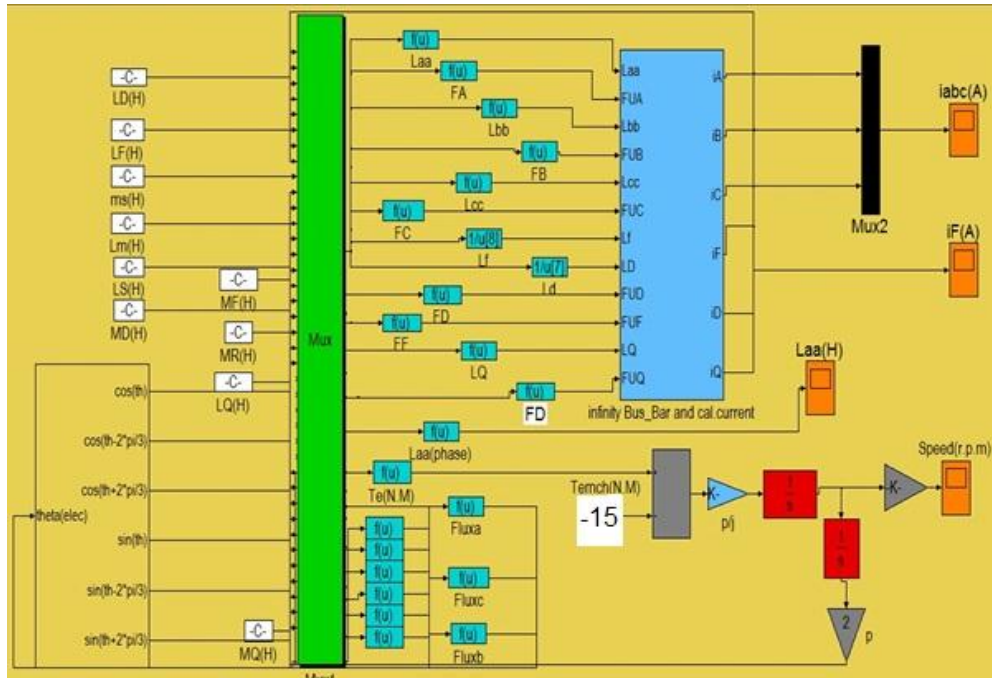 -C-
LD(H)
-C-
LF(H)
-C-
ms(H)
-C-
Lm(H)
-C-
LS(H)
-C-
MF(H)
-C-
MD(H)
-C-
MR(H)
-C-
LQ(H)
cos(th)
cos(th-2*pi/3)
cos(th+2*pi/3)
theta(elec)
sin(th)
sin(th-2*pi/3)
sin(th+2*pi/3)
-C-
MQ(H)
Mux
f(u)
Laa
f(u)
FA
f(u)
Lbb
f(u)
FB
f(u)
Lcc
f(u)
FC
1/u[8]
Lf
1/u[7]
Ld
f(u)
FD
f(u)
FF
f(u)
LQ
f(u)
FD
f(u)
Laa(phase)
f(u)
Te(N.M)
f(u)
f(u)
f(u)
f(u)
f(u)
f(u)
f(u)
Fluxa
f(u)
Fluxc
f(u)
Fluxb
Laa
FUA
Lbb
FUB
Lcc
FUC
Lf
LD
FUD
FUF
LQ
FUQ
iA
iB
iC
iF
iD
iQ
infinity Bus_Bar and cal.current
Mux2
iabc(A)
iF(A)
Laa(H)
Speed(r.p.m)
Temch(N.M)
-15
K-
p/j
1
s
-K-
1
s
2
p